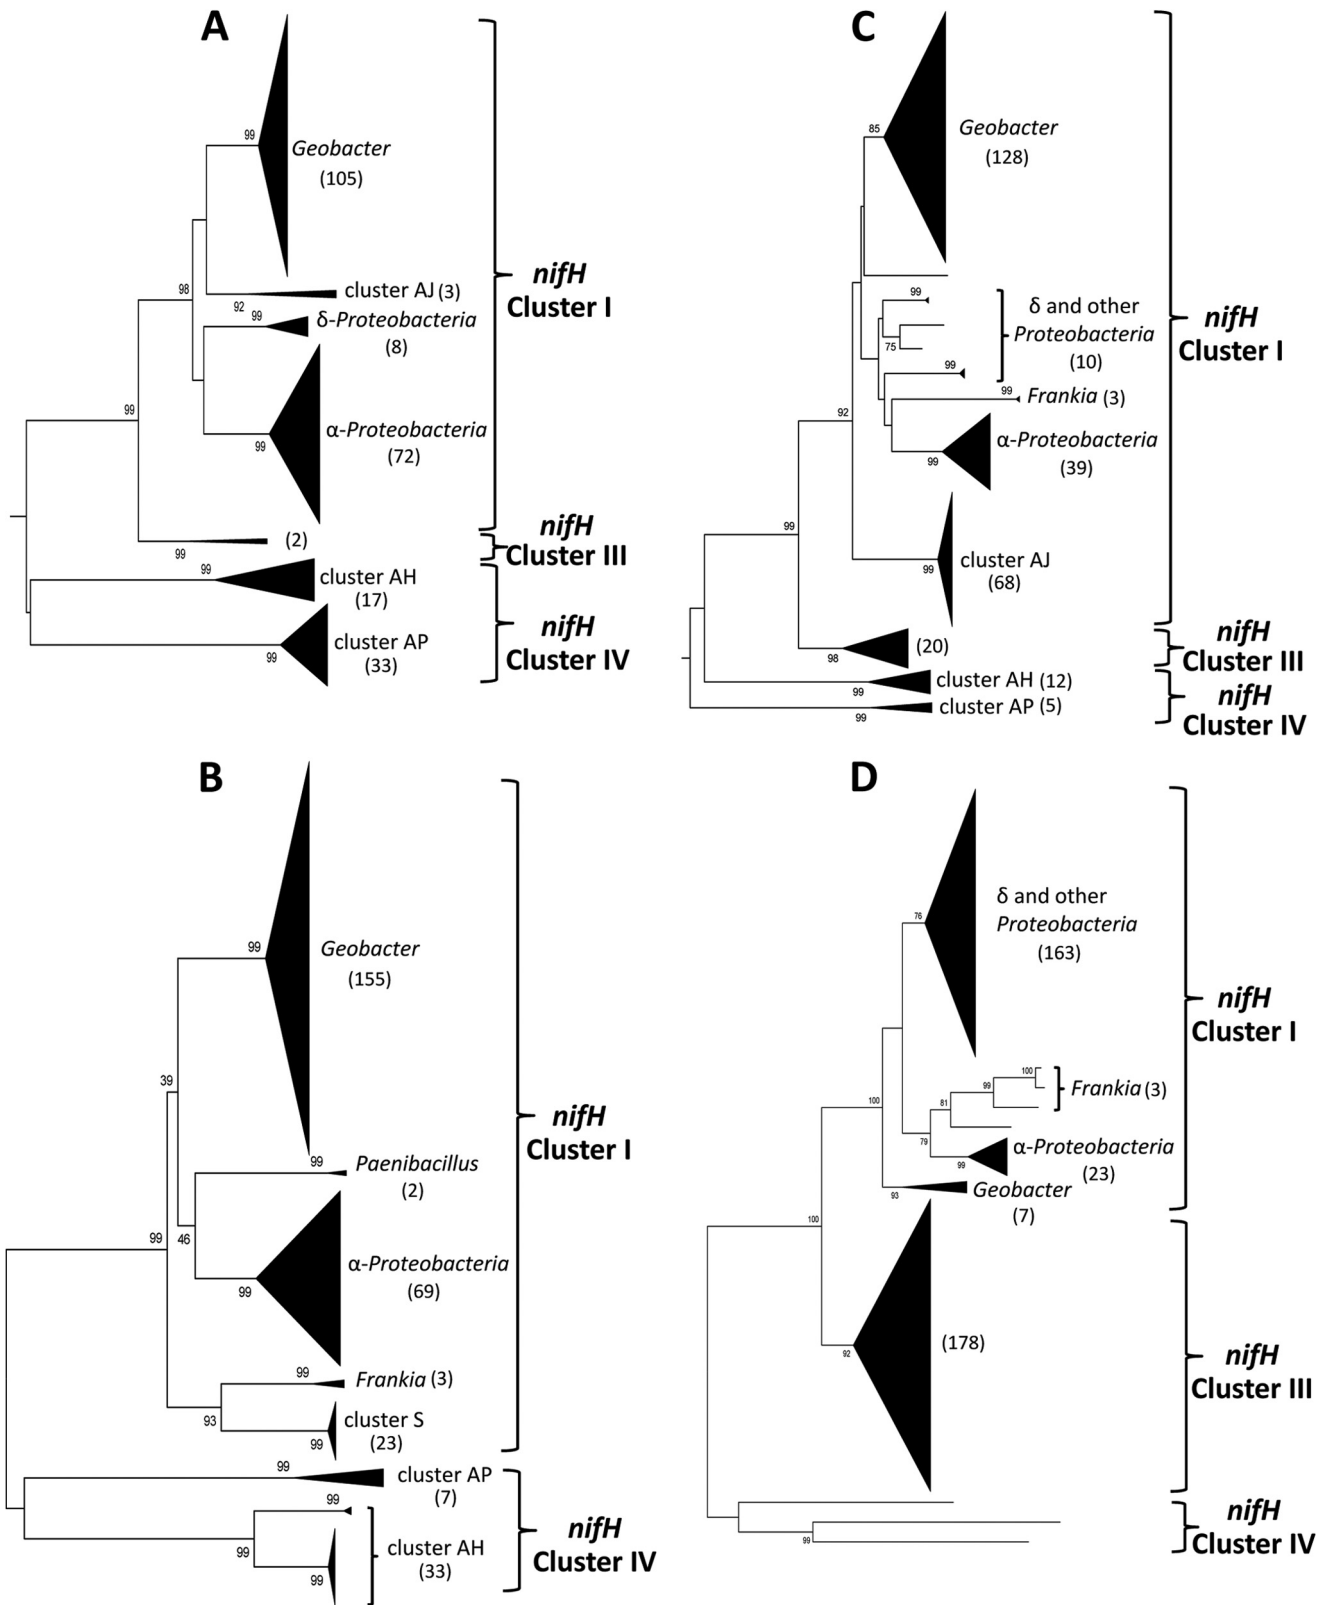 A
99
Geobacter
(105)
98
cluster AJ (3)
92
99
δ-Proteobacteria
(8)
99
α-Proteobacteria
(72)
99
(2)
99
99
cluster AH
(17)
cluster AP
(33)
99
nifH
Cluster I
nifH
Cluster III
nifH
Cluster IV
C
85
Geobacter
(128)
99
75
99
δ and other
Proteobacteria
(10)
99
Frankia (3)
92
α-Proteobacteria
(39)
99
99
cluster AJ
(68)
99
(20)
98
cluster AH (12)
99
cluster AP (5)
99
nifH
Cluster I
nifH
Cluster III
nifH
Cluster IV
B
99
Geobacter
(155)
39
99
Paenibacillus
(2)
99
46
α-Proteobacteria
(69)
99
99
Frankia (3)
93
cluster S
(23)
99
99
cluster AP
(7)
99
99
cluster AH
(33)
99
nifH
Cluster I
nifH
Cluster IV
D
76
δ and other
Proteobacteria
(163)
100
99
81
Frankia (3)
100
79
α-Proteobacteria
(23)
99
Geobacter
(7)
93
100
(178)
92
99
nifH
Cluster I
nifH
Cluster III
nifH
Cluster IV